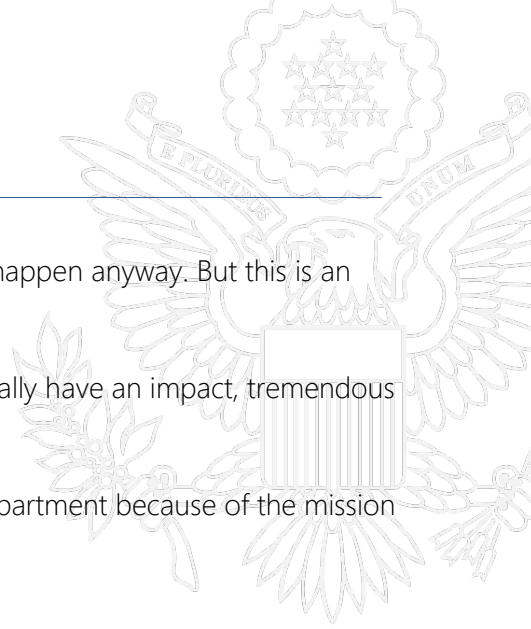 E PLURIBUS UNUM
happen anyway. But this is an
ally have an impact, tremendous
partment because of the mission